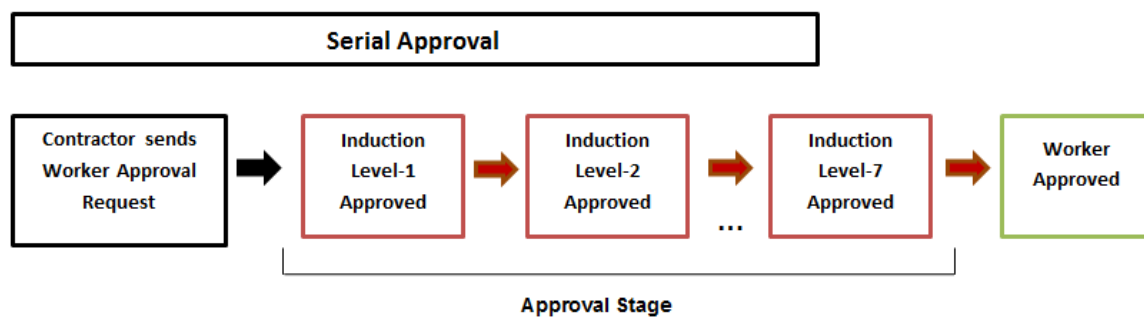 Serial Approval
Contractor sends
Worker Approval
Request
Induction
Level-1
Approved
Induction
Level-2
Approved
...
Induction
Level-7
Approved
Worker
Approved
Approval Stage